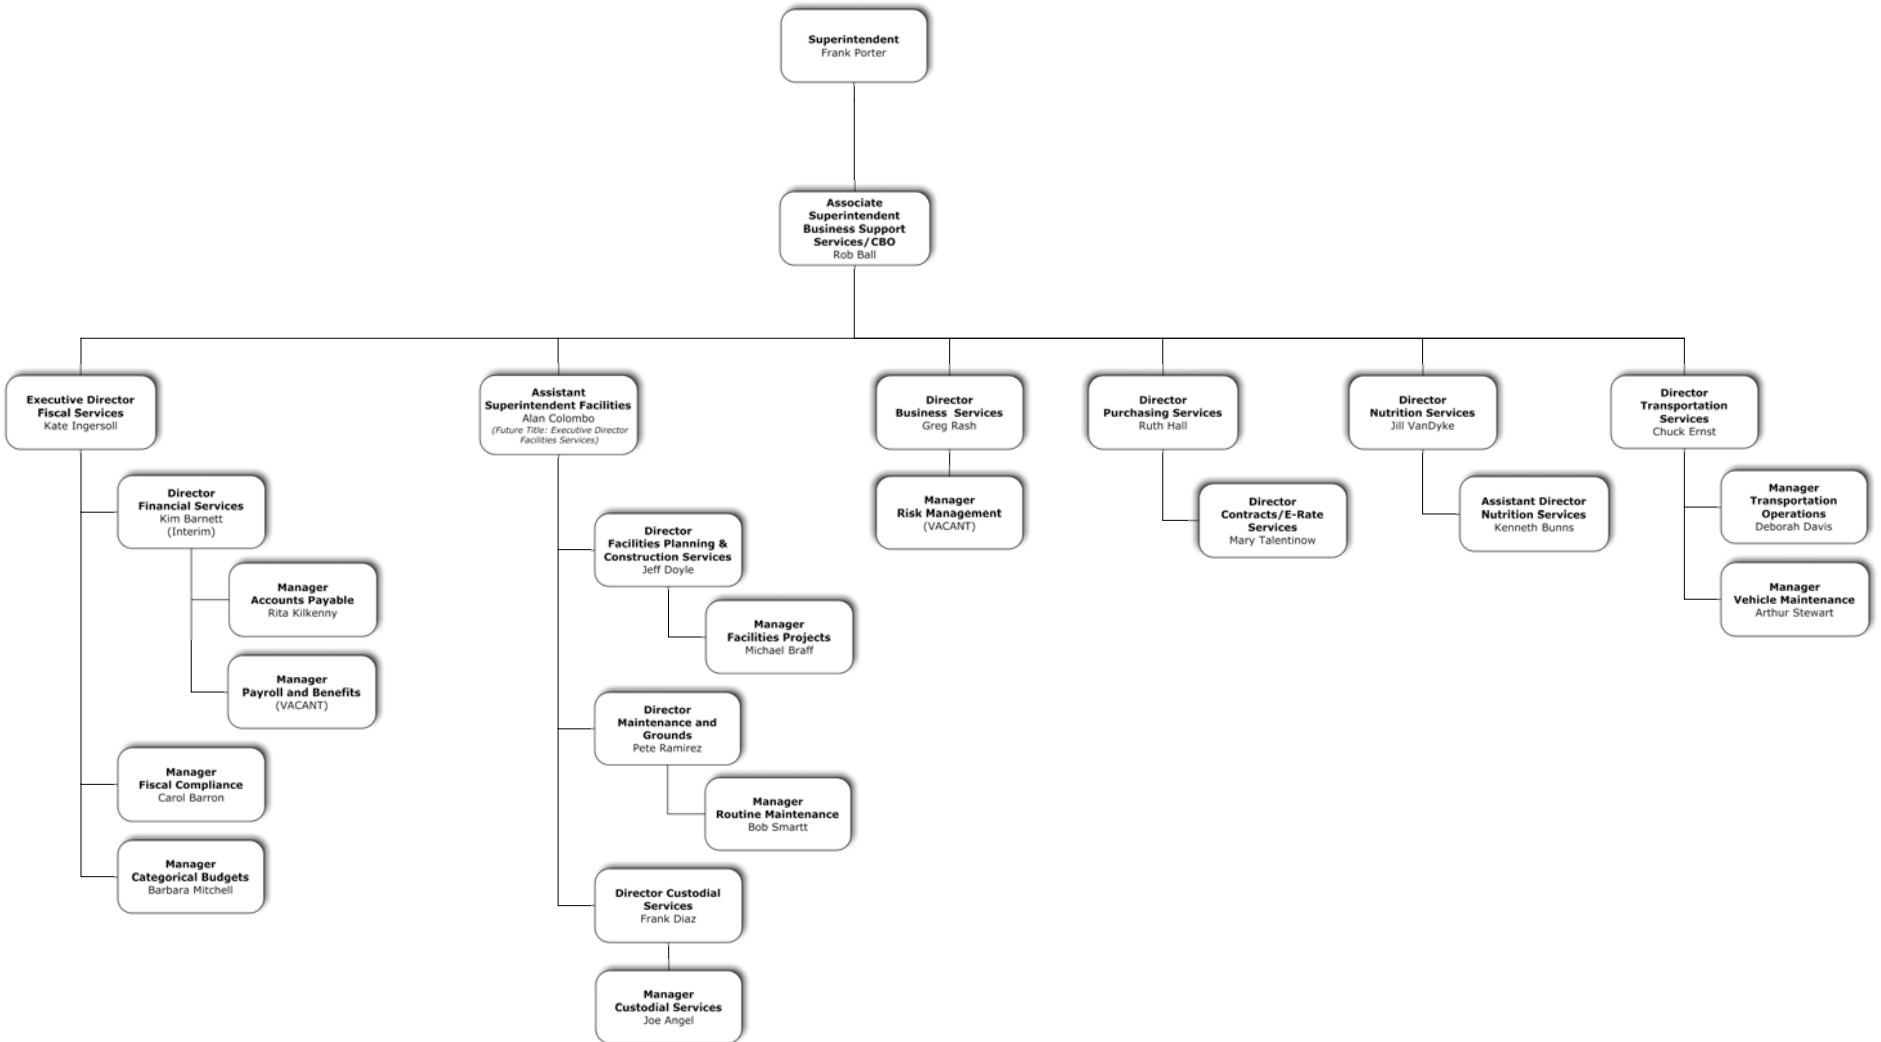 Superintendent
Frank Porter
Associate
Superintendent
Business Support
Services/CBO
Rob Ball
Executive Director
Fiscal Services
Kate Ingersoll
Director
Financial Services
Kim Barnett
(Interim)
Manager
Accounts Payable
Rita Kilkenny
Manager
Payroll and Benefits
(VACANT)
Manager
Fiscal Compliance
Carol Barron
Manager
Categorical Budgets
Barbara Mitchell
Assistant
Superintendent Facilities
Alan Colombo
(Future Title: Executive Director
Facilities Services)
Director
Facilities Planning &
Construction Services
Jeff Doyle
Manager
Facilities Projects
Michael Braff
Director
Maintenance and
Grounds
Pete Ramirez
Manager
Routine Maintenance
Bob Smartt
Director Custodial
Services
Frank Diaz
Manager
Custodial Services
Joe Angel
Director
Business Services
Greg Rash
Manager
Risk Management
(VACANT)
Director
Purchasing Services
Ruth Hall
Director
Contracts/E-Rate
Services
Mary Talentinow
Director
Nutrition Services
Jill VanDyke
Assistant Director
Nutrition Services
Kenneth Bunns
Director
Transportation
Services
Chuck Ernst
Manager
Transportation
Operations
Deborah Davis
Manager
Vehicle Maintenance
Arthur Stewart